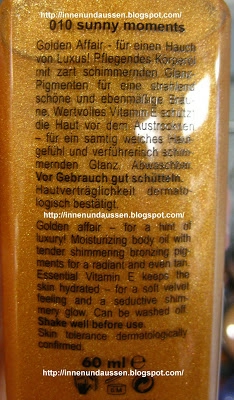 http://innenundaussen.blogspot.com/
010 sunny moments
Golden Affair - für einen Hauch
von Luxus! Pflegendes Körperöl
mit zart schimmernden Glanz-
Pigmenten für eine strahlend
schöne und ebenmäßige Bräu-
ne. Wertvolles Vitamin E schützt
die Haut vor dem Austrocknen
- für ein samtig weiches Haut-
gefühl und verführerisch schim-
mernden Glanz. Abwaschbar.
Vor Gebrauch gut schütteln.
Hautverträglichkeit dermato-
logisch bestätigt.
http://innenundaussen.blogspot.com/
Golden affair – for a hint of
luxury! Moisturizing body oil with
tender shimmering bronzing pig-
ments for a radiant and even tan.
Essential Vitamin E keeps the
skin hydrated – for a soft velvet
feeling and a seductive shim-
mery glow. Can be washed off.
Shake well before use.
Skin tolerance dermatologically
confirmed.
60 ml e
http://innenundaussen.blogspot.com/